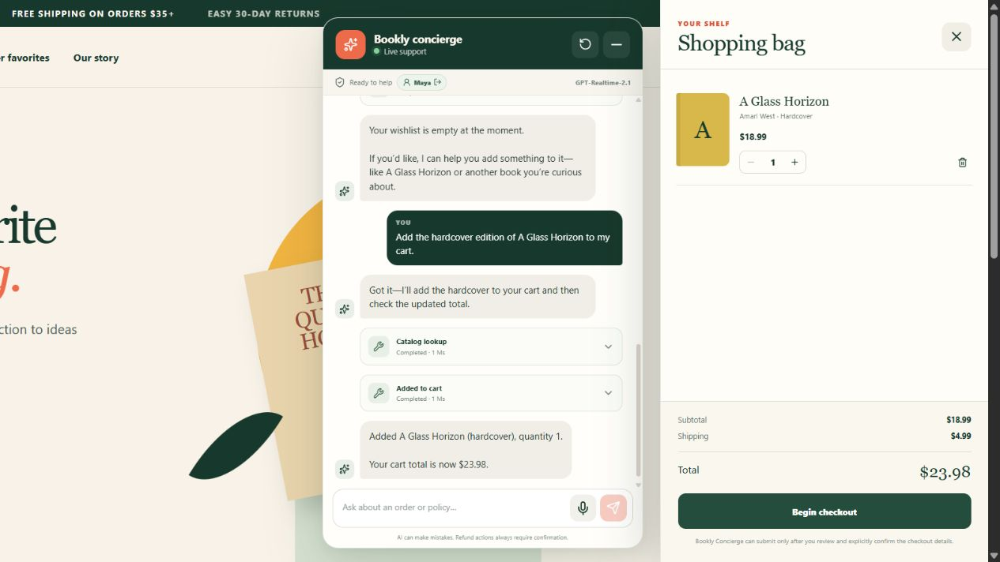 FREE SHIPPING ON ORDERS $35+
EASY 30-DAY RETURNS
r favorites
Our story
rite
g.
ction to ideas
TH
QU
HO
Bookly concierge
Live support
Ready to help
Maya
GPT-Realtime-2.1
Your wishlist is empty at the moment.
If you’d like, I can help you add something to it—
like A Glass Horizon or another book you’re curious
about.
YOU
Add the hardcover edition of A Glass Horizon to my
cart.
Got it—I’ll add the hardcover to your cart and then
check the updated total.
Catalog lookup
Completed · 1 Ms
Added to cart
Completed · 1 Ms
Added A Glass Horizon (hardcover), quantity 1.
Your cart total is now $23.98.
Ask about an order or policy...
AI can make mistakes. Refund actions always require confirmation.
YOUR SHELF
Shopping bag
A
A Glass Horizon
Amari West · Hardcover
$18.99
1
Subtotal
$18.99
Shipping
$4.99
Total
$23.98
Begin checkout
Bookly Concierge can submit only after you review and explicitly confirm the checkout details.